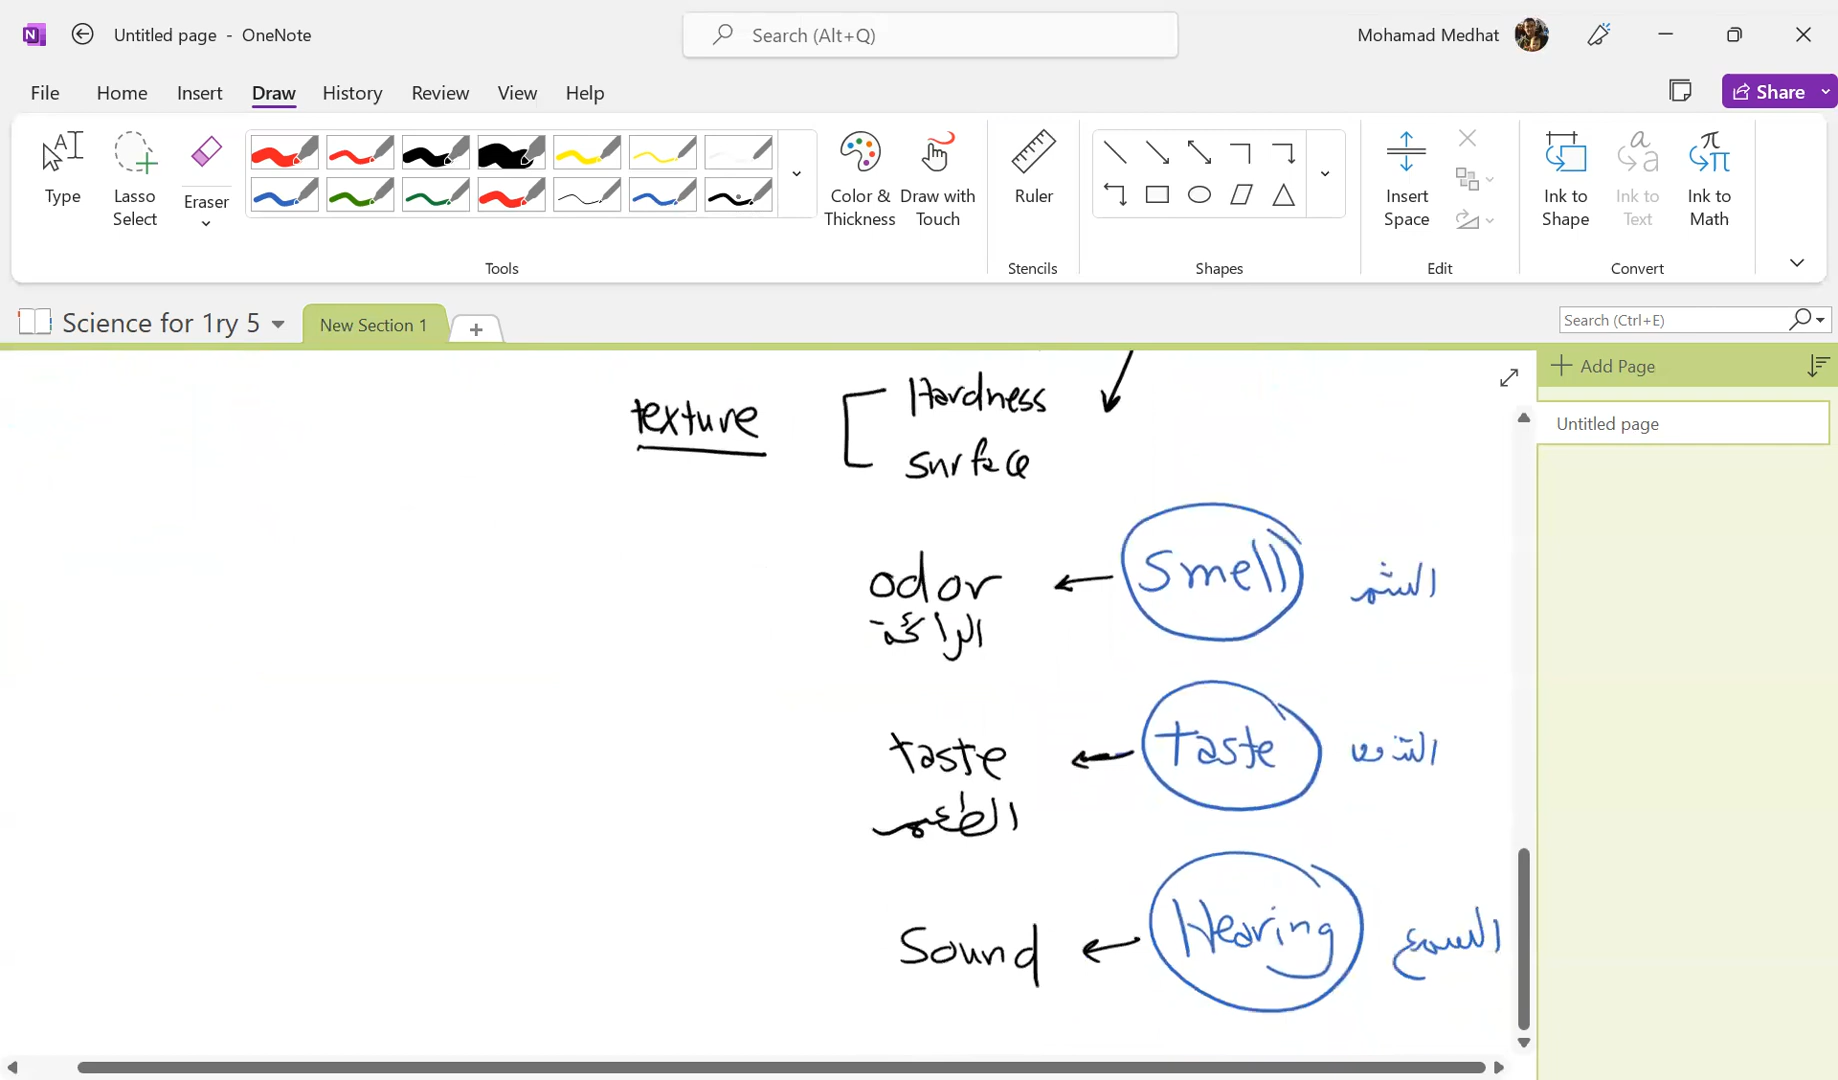 Untitled page - OneNote
Search (Alt+Q)
Mohamad Medhat
File Home Insert Draw History Review View Help
Share
Type
Lasso Select
Eraser
Color & Thickness
Draw with Touch
Ruler
Insert Space
Ink to Shape
Ink to Text
Ink to Math
Tools
Stencils
Shapes
Edit
Convert
Science for 1ry 5
New Section 1
Search (Ctrl+E)
Add Page
Untitled page
texture
Hardness
surface
odor
Smell
الشم
الرائحة
taste
taste
الطعم
Sound
Hearing
السمع